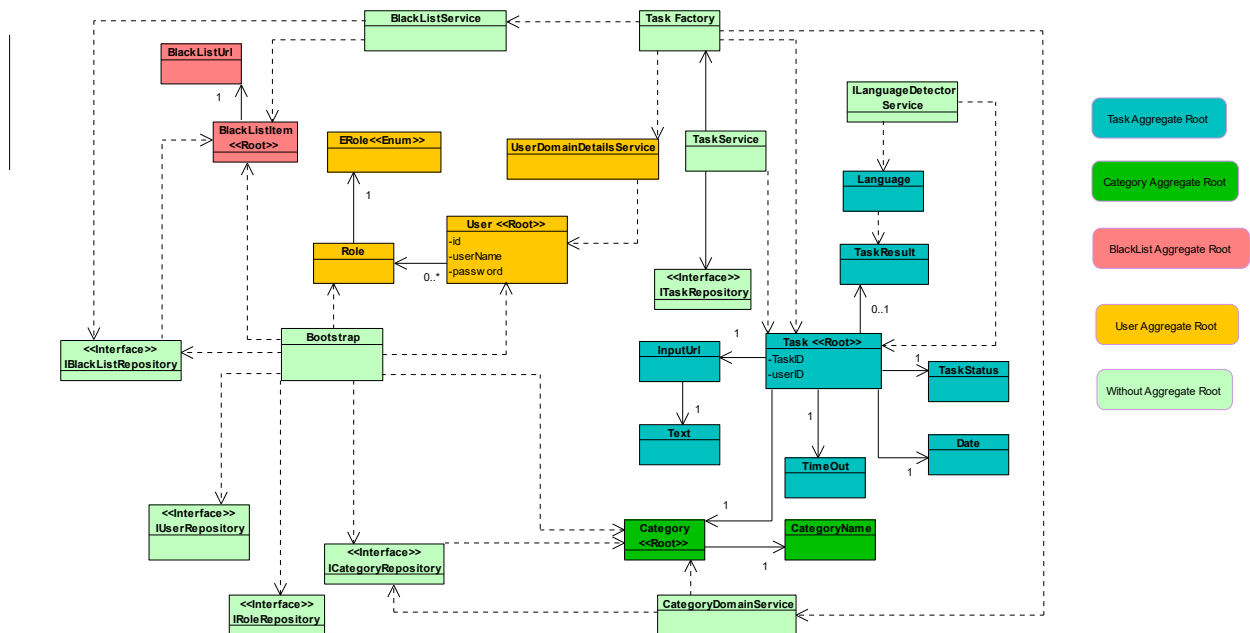 BlackListService
Task Factory
BlackListUrl
1
ILanguageDetector
Service
BlackListItem
<<Root>>
ERole<<Enum>>
UserDomainDetailsService
TaskService
1
Language
User <<Root>>
-id
-userName
-password
Role
0..*
TaskResult
<<Interface>>
ITaskRepository
0..1
Bootstrap
<<Interface>>
IBlackListRepository
InputUrl
1
Task <<Root>>
-TaskID
-userID
1
TaskStatus
1
Text
1
TimeOut
Date
1
<<Interface>>
IUserRepository
1
Category
<<Root>>
CategoryName
1
<<Interface>>
ICategoryRepository
<<Interface>>
IRoleRepository
CategoryDomainService
Task Aggregate Root
Category Aggregate Root
BlackList Aggregate Root
User Aggregate Root
Without Aggregate Root